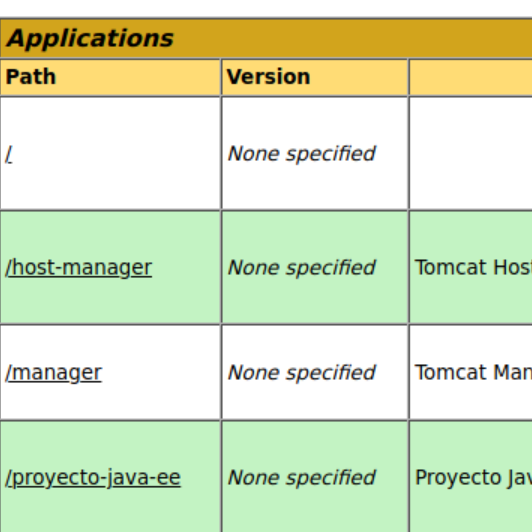 Applications
Path Version
/ None specified
/host-manager None specified Tomcat Host
/manager None specified Tomcat Man
/proyecto-java-ee None specified Proyecto Jav